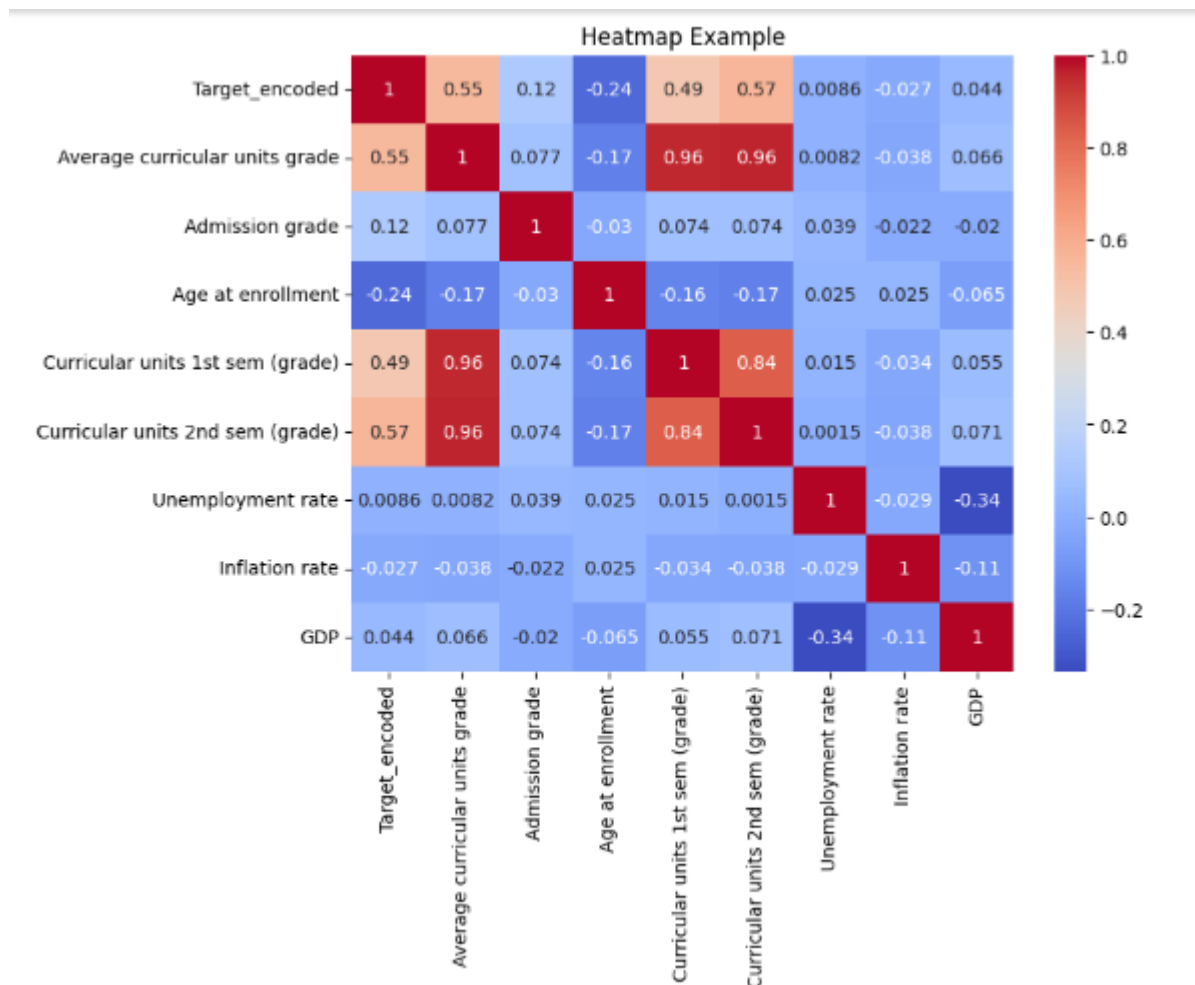 Heatmap Example
Target_encoded 1 0.55 0.12 -0.24 0.49 0.57 0.0086 -0.027 0.044
Average curricular units grade 0.55 1 0.077 -0.17 0.96 0.96 0.0082 -0.038 0.066
Admission grade 0.12 0.077 1 -0.03 0.074 0.074 0.039 -0.022 -0.02
Age at enrollment -0.24 -0.17 -0.03 1 -0.16 -0.17 0.025 0.025 -0.065
Curricular units 1st sem (grade) 0.49 0.96 0.074 -0.16 1 0.84 0.015 -0.034 0.055
Curricular units 2nd sem (grade) 0.57 0.96 0.074 -0.17 0.84 1 0.0015 -0.038 0.071
Unemployment rate 0.0086 0.0082 0.039 0.025 0.015 0.0015 1 -0.029 -0.34
Inflation rate -0.027 -0.038 -0.022 0.025 -0.034 -0.038 -0.029 1 -0.11
GDP 0.044 0.066 -0.02 -0.065 0.055 0.071 -0.34 -0.11 1
Target_encoded
Average curricular units grade
Admission grade
Age at enrollment
Curricular units 1st sem (grade)
Curricular units 2nd sem (grade)
Unemployment rate
Inflation rate
GDP
1.0
0.8
0.6
0.4
0.2
0.0
−0.2